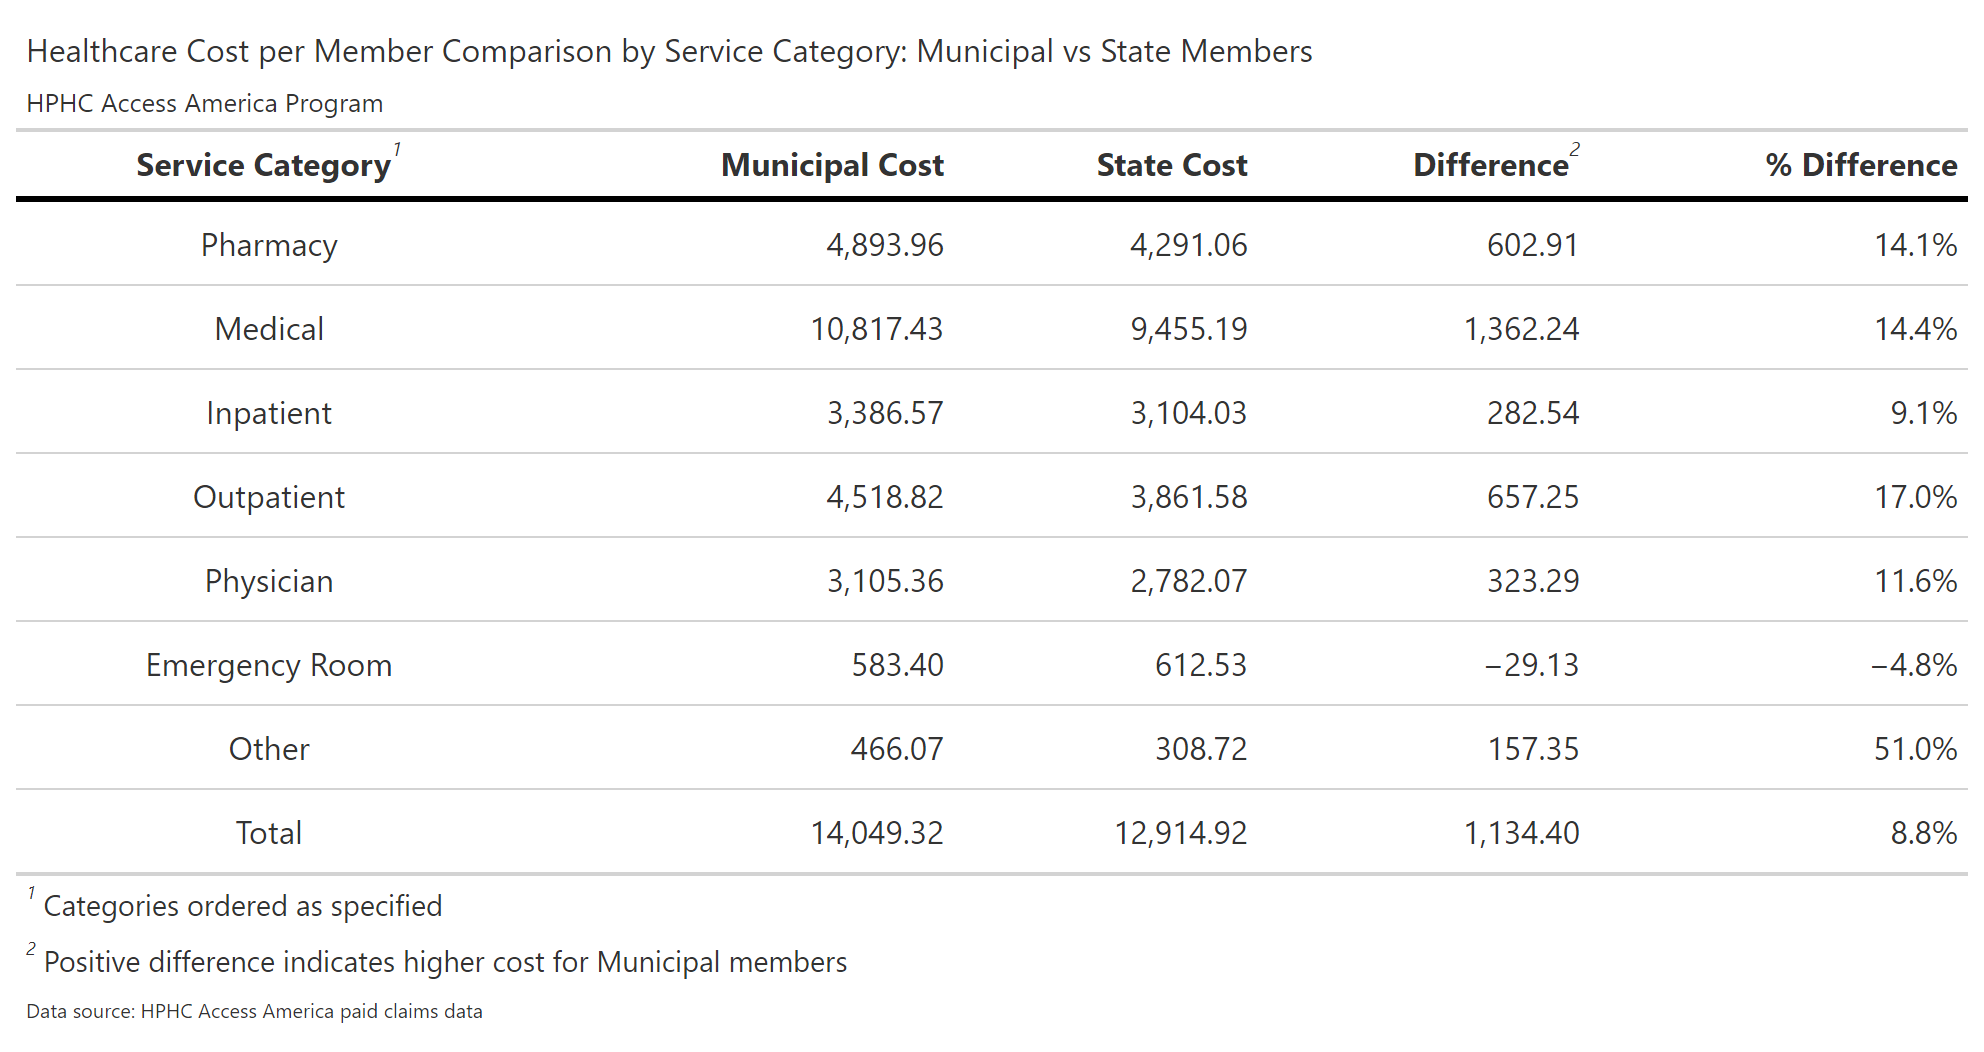 Healthcare Cost per Member Comparison by Service Category: Municipal vs State Members
HPHC Access America Program
Service Category¹ Municipal Cost State Cost Difference² % Difference
Pharmacy 4,893.96 4,291.06 602.91 14.1%
Medical 10,817.43 9,455.19 1,362.24 14.4%
Inpatient 3,386.57 3,104.03 282.54 9.1%
Outpatient 4,518.82 3,861.58 657.25 17.0%
Physician 3,105.36 2,782.07 323.29 11.6%
Emergency Room 583.40 612.53 −29.13 −4.8%
Other 466.07 308.72 157.35 51.0%
Total 14,049.32 12,914.92 1,134.40 8.8%
¹ Categories ordered as specified
² Positive difference indicates higher cost for Municipal members
Data source: HPHC Access America paid claims data